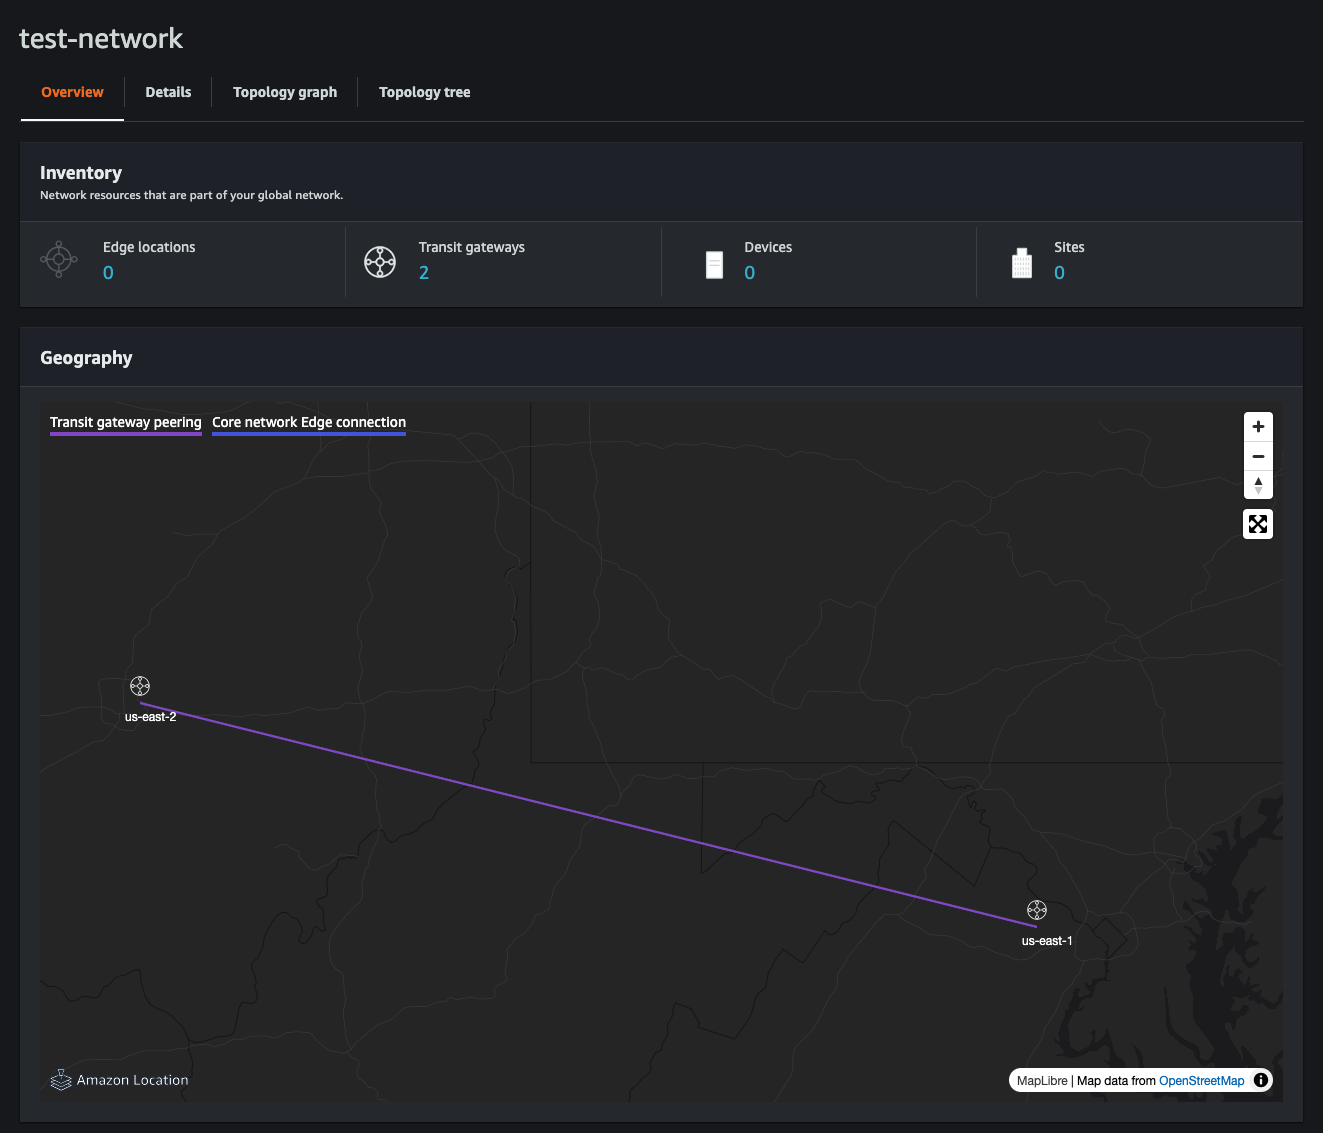 test-network
Overview
Details
Topology graph
Topology tree
Inventory
Network resources that are part of your global network.
Edge locations
0
Transit gateways
2
Devices
0
Sites
0
Geography
Transit gateway peering
Core network Edge connection
us-east-2
us-east-1
Amazon Location
MapLibre | Map data from OpenStreetMap